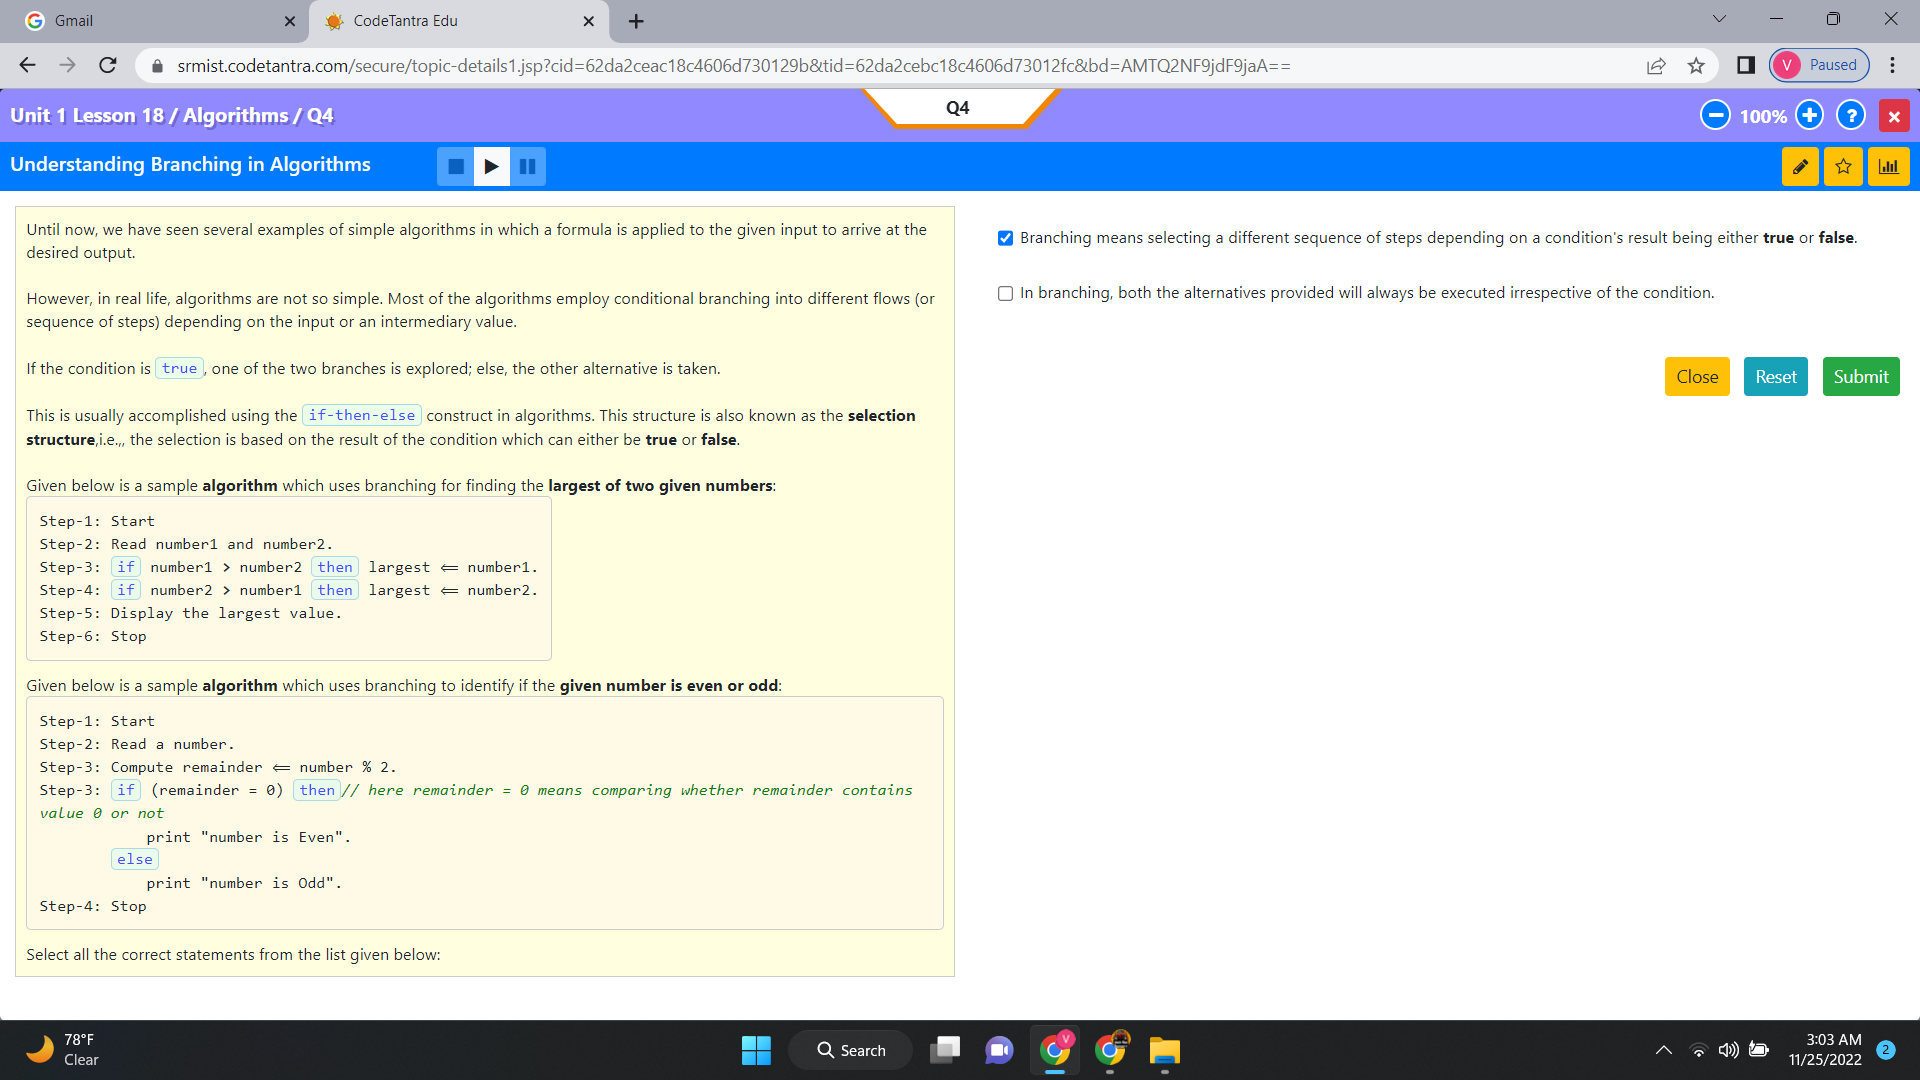 Gmail
CodeTantra Edu
srmist.codetantra.com/secure/topic-details1.jsp?cid=62da2ceac18c4606d730129b&tid=62da2cebc18c4606d73012fc&bd=AMTQ2NF9jdF9jaA==
V Paused
Unit 1 Lesson 18 / Algorithms / Q4
Q4
100%
?
Understanding Branching in Algorithms
Until now, we have seen several examples of simple algorithms in which a formula is applied to the given input to arrive at the
desired output.
However, in real life, algorithms are not so simple. Most of the algorithms employ conditional branching into different flows (or
sequence of steps) depending on the input or an intermediary value.
If the condition is true, one of the two branches is explored; else, the other alternative is taken.
This is usually accomplished using the if-then-else construct in algorithms. This structure is also known as the selection
structure,i.e.,, the selection is based on the result of the condition which can either be true or false.
Given below is a sample algorithm which uses branching for finding the largest of two given numbers:
Step-1: Start
Step-2: Read number1 and number2.
Step-3: if number1 > number2 then largest ⟸ number1.
Step-4: if number2 > number1 then largest ⟸ number2.
Step-5: Display the largest value.
Step-6: Stop
Given below is a sample algorithm which uses branching to identify if the given number is even or odd:
Step-1: Start
Step-2: Read a number.
Step-3: Compute remainder ⟸ number % 2.
Step-3: if (remainder = 0) then // here remainder = 0 means comparing whether remainder contains
value 0 or not
print "number is Even".
else
print "number is Odd".
Step-4: Stop
Select all the correct statements from the list given below:
Branching means selecting a different sequence of steps depending on a condition's result being either true or false.
In branching, both the alternatives provided will always be executed irrespective of the condition.
Close
Reset
Submit
78°F
Clear
Search
V
3:03 AM
11/25/2022
2